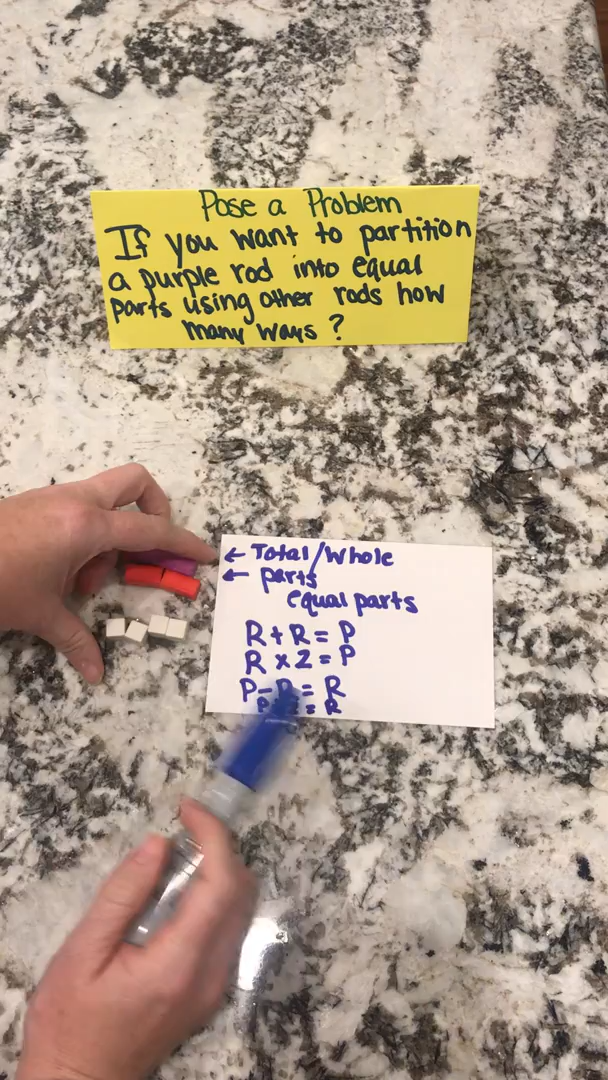 Pose a Problem
If you want to partition
a purple rod into equal
parts using other rods how
many ways ?
← Total/Whole
← parts
equal parts
R + R = P
R x 2 = P
P - = R
= R